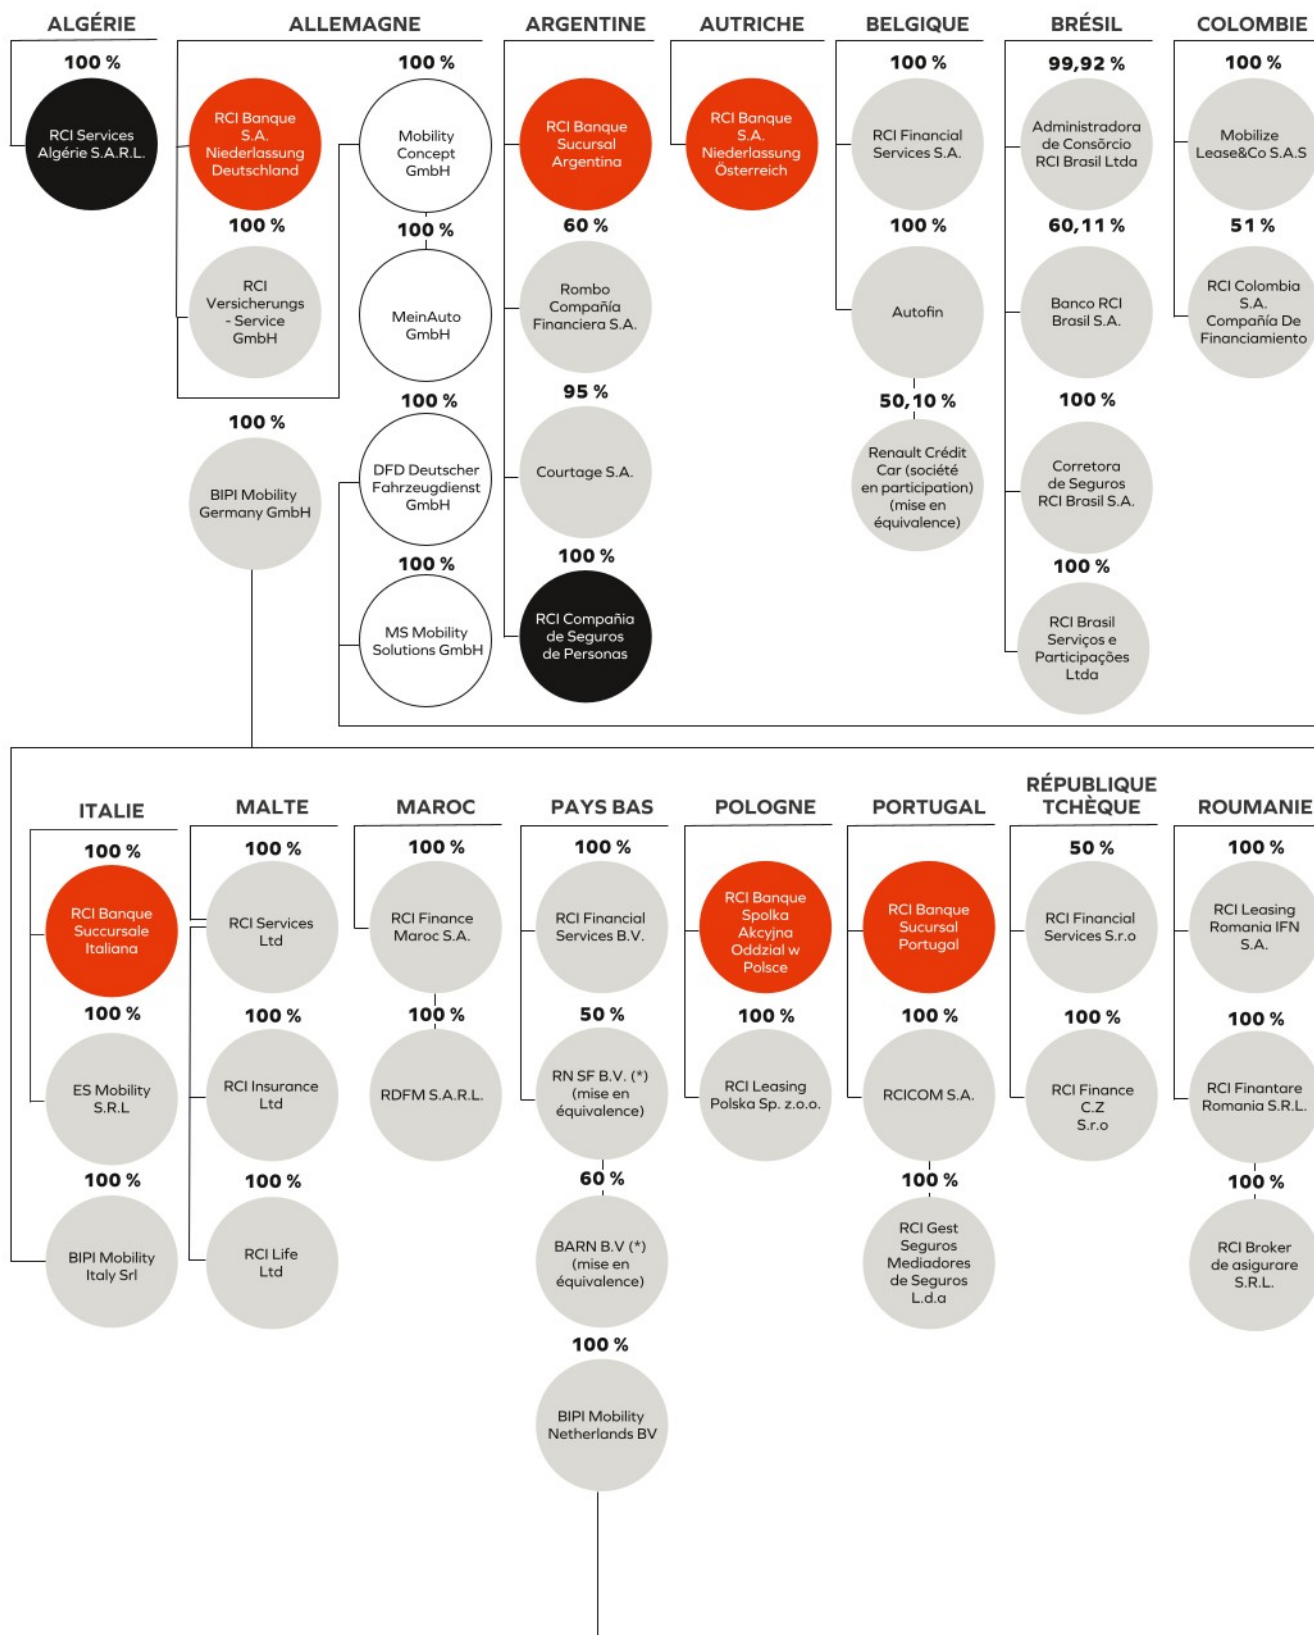 ALGÉRIE
100 %
RCI Services
Algérie S.A.R.L.
ALLEMAGNE
RCI Banque
S.A.
Niederlassung
Deutschland
100 %
RCI
Versicherungs
- Service
GmbH
100 %
BIPI Mobility
Germany GmbH
100 %
Mobility
Concept
GmbH
100 %
MeinAuto
GmbH
100 %
DFD Deutscher
Fahrzeugdienst
GmbH
100 %
MS Mobility
Solutions GmbH
ARGENTINE
RCI Banque
Sucursal
Argentina
60 %
Rombo
Compañía
Financiera S.A.
95 %
Courtage S.A.
100 %
RCI Compañia
de Seguros
de Personas
AUTRICHE
RCI Banque
S.A.
Niederlassung
Österreich
BELGIQUE
100 %
RCI Financial
Services S.A.
100 %
Autofin
50,10 %
Renault Crédit
Car (société
en participation)
(mise en
équivalence)
BRÉSIL
99,92 %
Administradora
de Consõrcio
RCI Brasil Ltda
60,11 %
Banco RCI
Brasil S.A.
100 %
Corretora
de Seguros
RCI Brasil S.A.
100 %
RCI Brasil
Serviços e
Participações
Ltda
COLOMBIE
100 %
Mobilize
Lease&Co S.A.S
51 %
RCI Colombia
S.A.
Compañía De
Financiamiento
ITALIE
100 %
RCI Banque
Succursale
Italiana
100 %
ES Mobility
S.R.L
100 %
BIPI Mobility
Italy Srl
MALTE
100 %
RCI Services
Ltd
100 %
RCI Insurance
Ltd
100 %
RCI Life
Ltd
MAROC
100 %
RCI Finance
Maroc S.A.
100 %
RDFM S.A.R.L.
PAYS BAS
100 %
RCI Financial
Services B.V.
50 %
RN SF B.V. (*)
(mise en
équivalence)
60 %
BARN B.V (*)
(mise en
équivalence)
100 %
BIPI Mobility
Netherlands BV
POLOGNE
RCI Banque
Spolka
Akcyjna
Oddzial w
Polsce
100 %
RCI Leasing
Polska Sp. z.o.o.
PORTUGAL
RCI Banque
Sucursal
Portugal
100 %
RCICOM S.A.
100 %
RCI Gest
Seguros
Mediadores
de Seguros
L.d.a
RÉPUBLIQUE
TCHÈQUE
50 %
RCI Financial
Services S.r.o
100 %
RCI Finance
C.Z
S.r.o
ROUMANIE
100 %
RCI Leasing
Romania IFN
S.A.
100 %
RCI Finantare
Romania S.R.L.
100 %
RCI Broker
de asigurare
S.R.L.